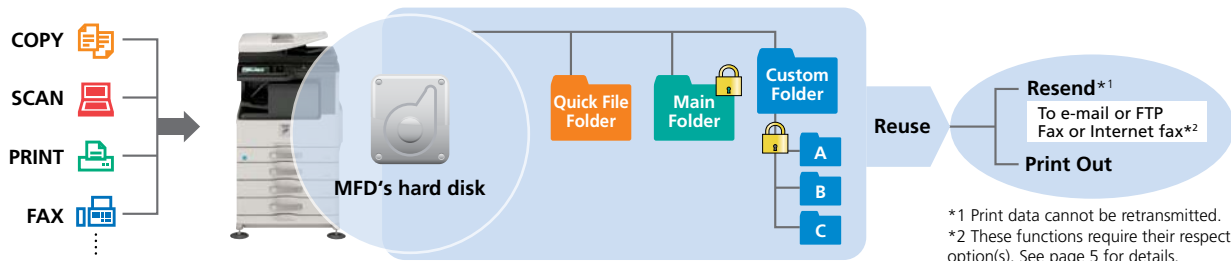 COPY
SCAN
PRINT
FAX
MFD's hard disk
Quick File
Folder
Main
Folder
Custom
Folder
A
B
C
Reuse
Resend*1
To e-mail or FTP
Fax or Internet fax*2
Print Out
*1 Print data cannot be retransmitted.
*2 These functions require their respect
option(s). See page 5 for details.